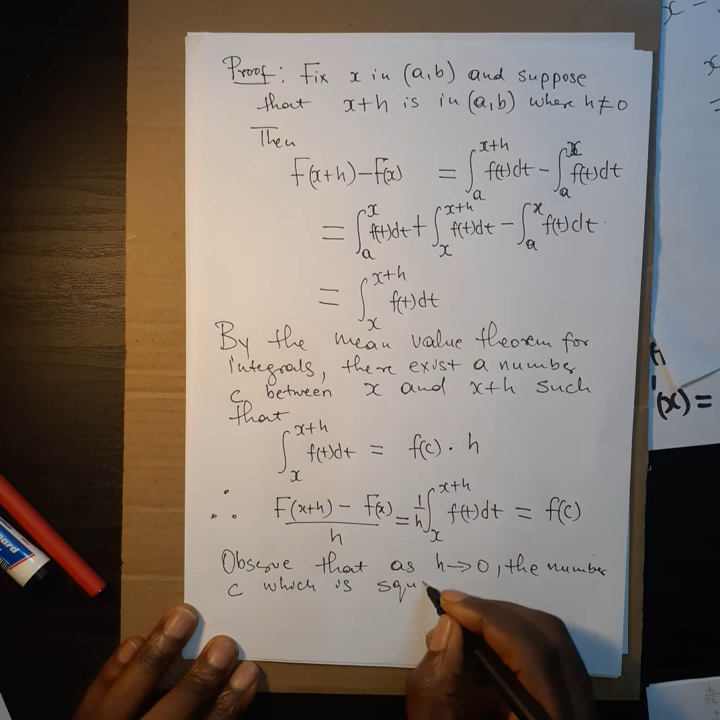 Proof: Fix x in (a,b) and suppose
that x+h is in (a,b) where h≠0
Then
F(x+h)-F(x) = ∫_a^{x+h} f(t)dt - ∫_a^x f(t)dt
= ∫_a^x f(t)dt + ∫_x^{x+h} f(t)dt - ∫_a^x f(t)dt.
= ∫_x^{x+h} f(t)dt
By the mean value theorem for
integrals, there exist a number
c between x and x+h such
that
∫_x^{x+h} f(t)dt = f(c) · h
∴ (F(x+h) - F(x))/h = 1/h ∫_x^{x+h} f(t)dt = f(c)
Observe that as h→0, the number
c which is squ
(x) =